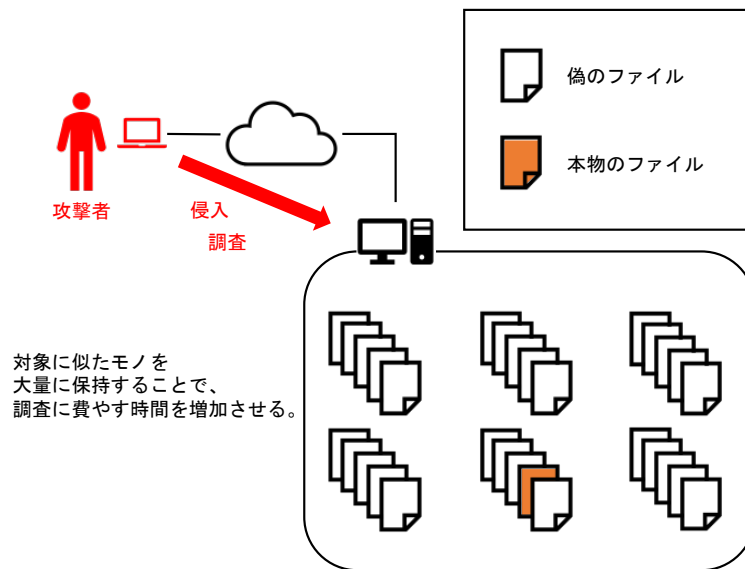 偽のファイル
本物のファイル
攻撃者
侵入
調査
対象に似たモノを
大量に保持することで、
調査に費やす時間を増加させる。